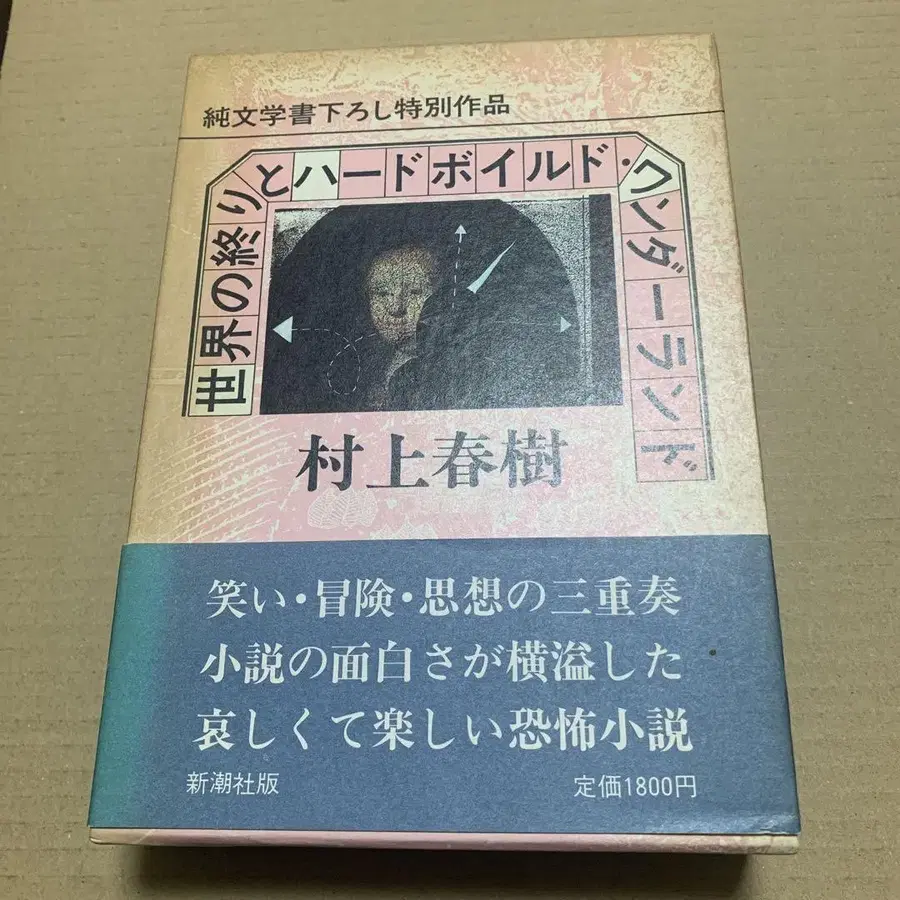 純文学書下ろし特別作品
世界の終りとハードボイルド・ワンダーランド
村上春樹
笑い・冒険・思想の三重奏
小説の面白さが横溢した
哀しくて楽しい恐怖小説
新潮社版
定価1800円